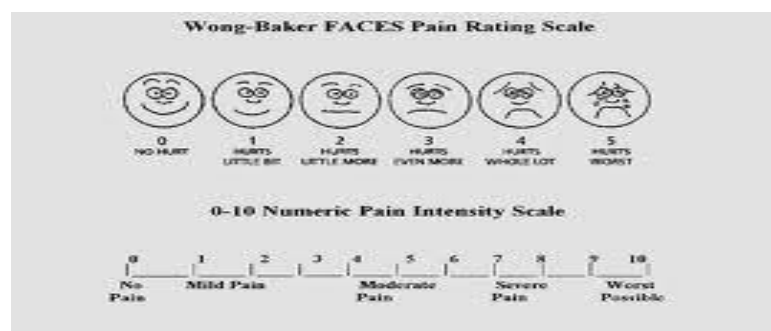 Wong-Baker FACES Pain Rating Scale
0 1 2 3 4 5
NO HURT HURTS HURTS HURTS HURTS HURTS
LITTLE BIT LITTLE MORE EVEN MORE WHOLE LOT WORST
0-10 Numeric Pain Intensity Scale
0 1 2 3 4 5 6 7 8 9 10
No Mild Pain Moderate Severe Worst
Pain Pain Pain Possible